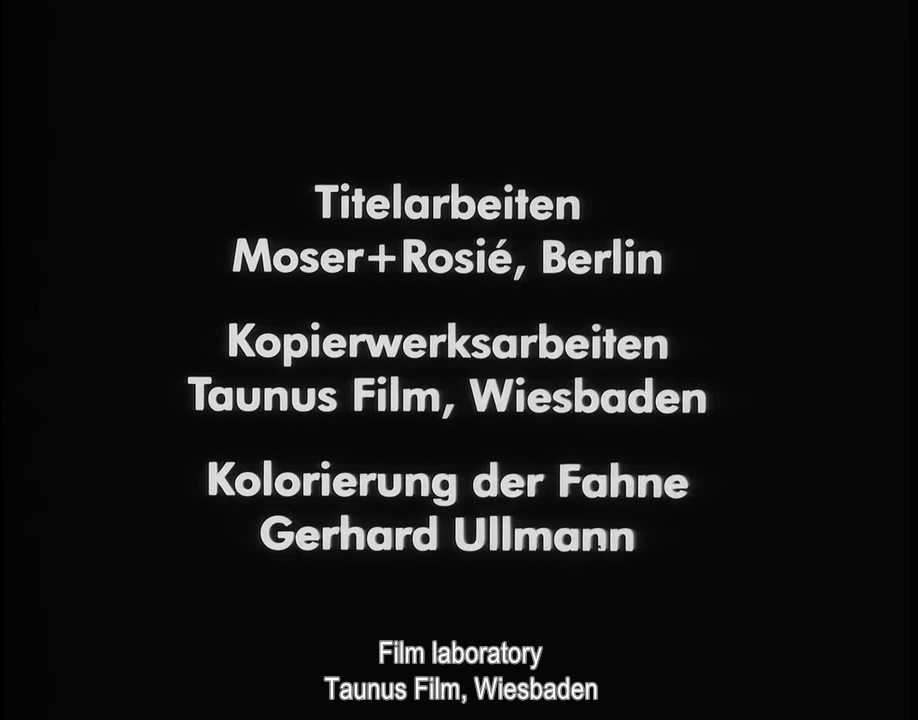 Titelarbeiten
Moser+Rosié, Berlin
Kopierwerksarbeiten
Taunus Film, Wiesbaden
Kolorierung der Fahne
Gerhard Ullmann
Film laboratory
Taunus Film, Wiesbaden